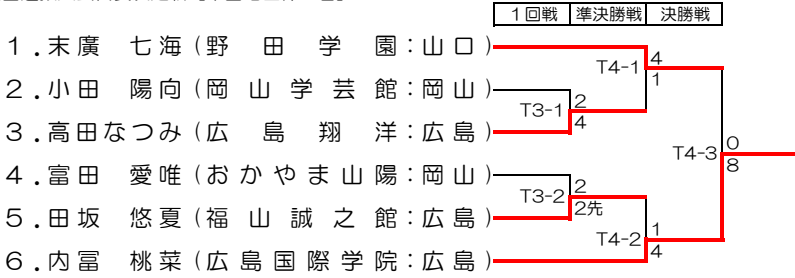 1回戦 準決勝戦 決勝戦
1.末廣 七海(野田学園:山口)
T4-1 4
1
2.小田 陽向(岡山学芸館:岡山)
T3-1 2
4
3.高田なつみ(広島翔洋:広島)
T4-3 0
8
4.富田 愛唯(おかやま山陽:岡山)
T3-2 2
2先
5.田坂 悠夏(福山誠之館:広島)
T4-2 1
4
6.内冨 桃菜(広島国際学院:広島)